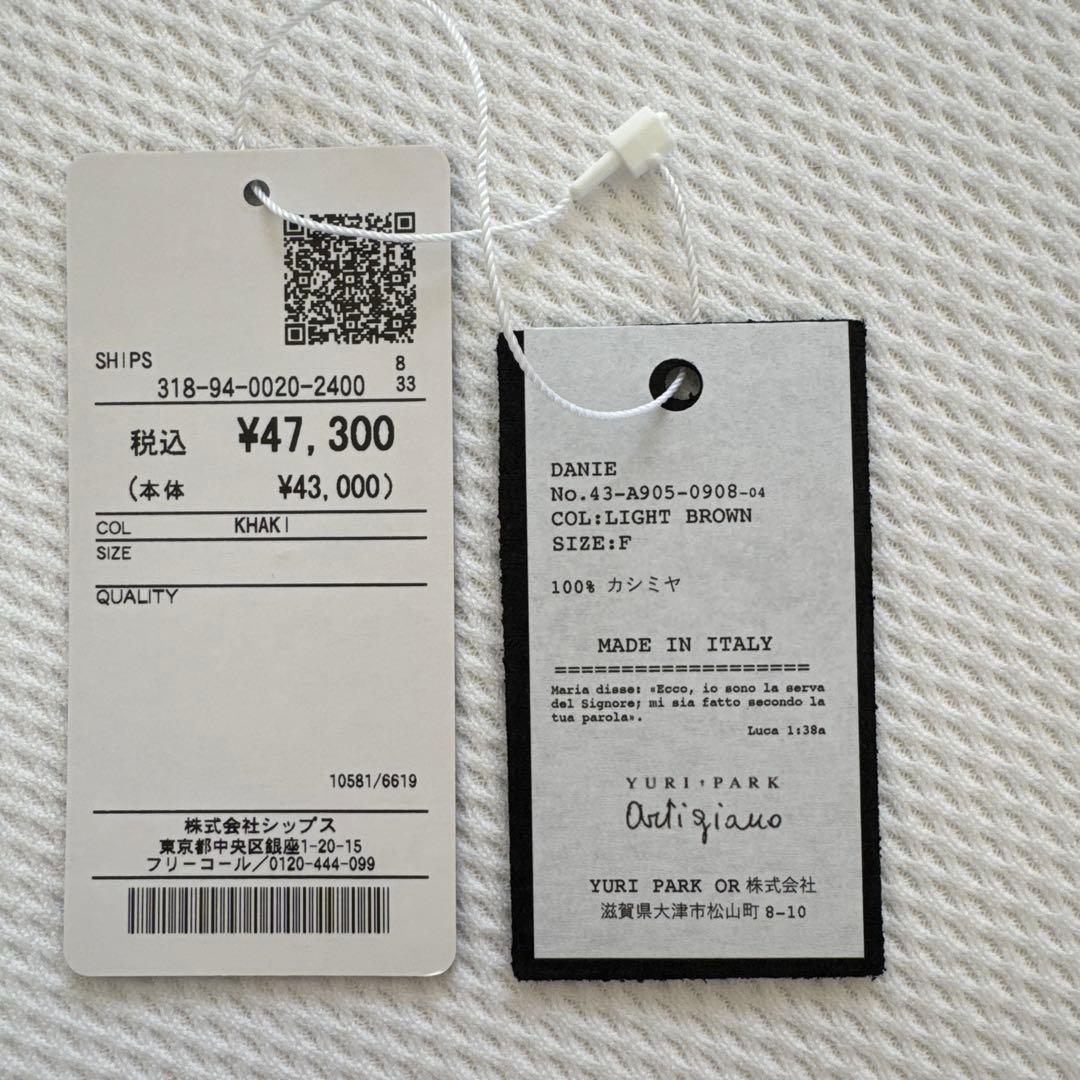 SHIPS 8
318-94-0020-2400 33
税込 ¥47,300
(本体 ¥43,000)
COL KHAKI
SIZE
QUALITY
10581/6619
株式会社シップス
東京都中央区銀座1-20-15
フリーコール/0120-444-099
DANIE
No.43-A905-0908-04
COL:LIGHT BROWN
SIZE:F
100% カシミヤ
MADE IN ITALY
===================
Maria disse: «Ecco, io sono la serva
del Signore; mi sia fatto secondo la
tua parola».
Luca 1:38a
YURI✝PARK
artigiano
YURI PARK OR 株式会社
滋賀県大津市松山町 8-10